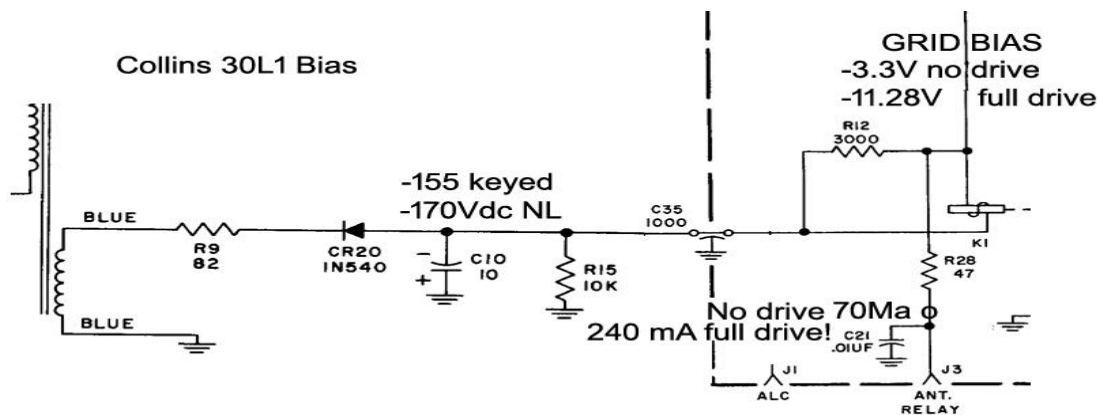 Collins 30L1 Bias
GRID BIAS
-3.3V no drive
-11.28V full drive
R12
3000
-155 keyed
-170Vdc NL
BLUE
R9
82
CR20
1N540
-
+
C10
10
R15
10K
C35
1000
K1
R28
47
No drive 70Ma o
240 mA full drive!
C21
.01UF
BLUE
J1
ALC
J3
ANT.
RELAY